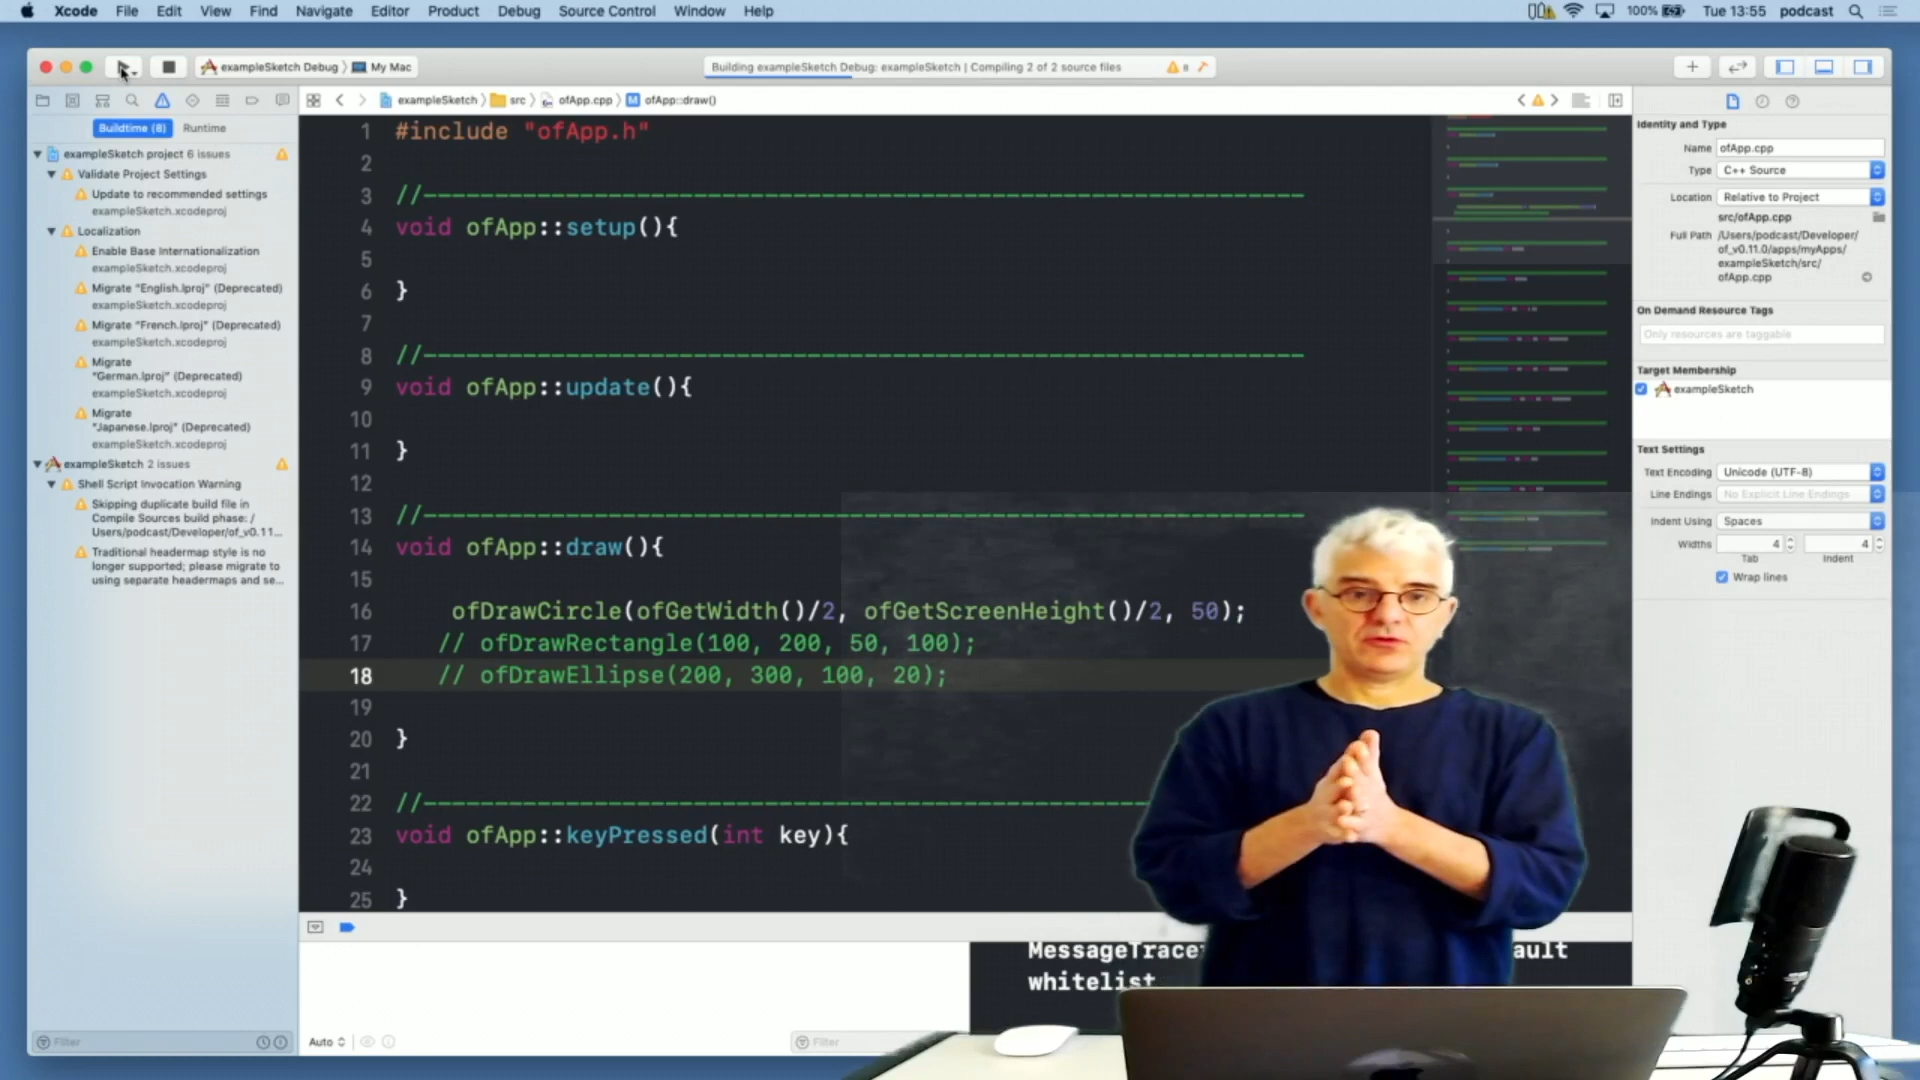 Xcode File Edit View Find Navigate Editor Product Debug Source Control Window Help
100% Tue 13:55 podcast
exampleSketch Debug My Mac
Building exampleSketch Debug: exampleSketch | Compiling 2 of 2 source files 8
exampleSketch src ofApp.cpp M ofApp::draw()
Buildtime (8) Runtime
exampleSketch project 6 issues
Validate Project Settings
Update to recommended settings
exampleSketch.xcodeproj
Localization
Enable Base Internationalization
exampleSketch.xcodeproj
Migrate "English.lproj" (Deprecated)
exampleSketch.xcodeproj
Migrate "French.lproj" (Deprecated)
exampleSketch.xcodeproj
Migrate
"German.lproj" (Deprecated)
exampleSketch.xcodeproj
Migrate
"Japanese.lproj" (Deprecated)
exampleSketch.xcodeproj
exampleSketch 2 issues
Shell Script Invocation Warning
Skipping duplicate build file in
Compile Sources build phase: /
Users/podcast/Developer/of_v0.11...
Traditional headermap style is no
longer supported; please migrate to
using separate headermaps and se...
Filter
1 #include "ofApp.h"
2
3 //--------------------------------------------------------------
4 void ofApp::setup(){
5
6 }
7
8 //--------------------------------------------------------------
9 void ofApp::update(){
10
11 }
12
13 //--------------------------------------------------------------
14 void ofApp::draw(){
15
16 ofDrawCircle(ofGetWidth()/2, ofGetScreenHeight()/2, 50);
17 // ofDrawRectangle(100, 200, 50, 100);
18 // ofDrawEllipse(200, 300, 100, 20);
19
20 }
21
22 //--------------------------------------------------------------
23 void ofApp::keyPressed(int key){
24
25 }
Auto
Filter
MessageTrace
ault
whitelist
Identity and Type
Name ofApp.cpp
Type C++ Source
Location Relative to Project
src/ofApp.cpp
Full Path /Users/podcast/Developer/
of_v0.11.0/apps/myApps/
exampleSketch/src/
ofApp.cpp
On Demand Resource Tags
Only resources are taggable
Target Membership
exampleSketch
Text Settings
Text Encoding Unicode (UTF-8)
Line Endings No Explicit Line Endings
Indent Using Spaces
Widths 4 4
Tab Indent
Wrap lines